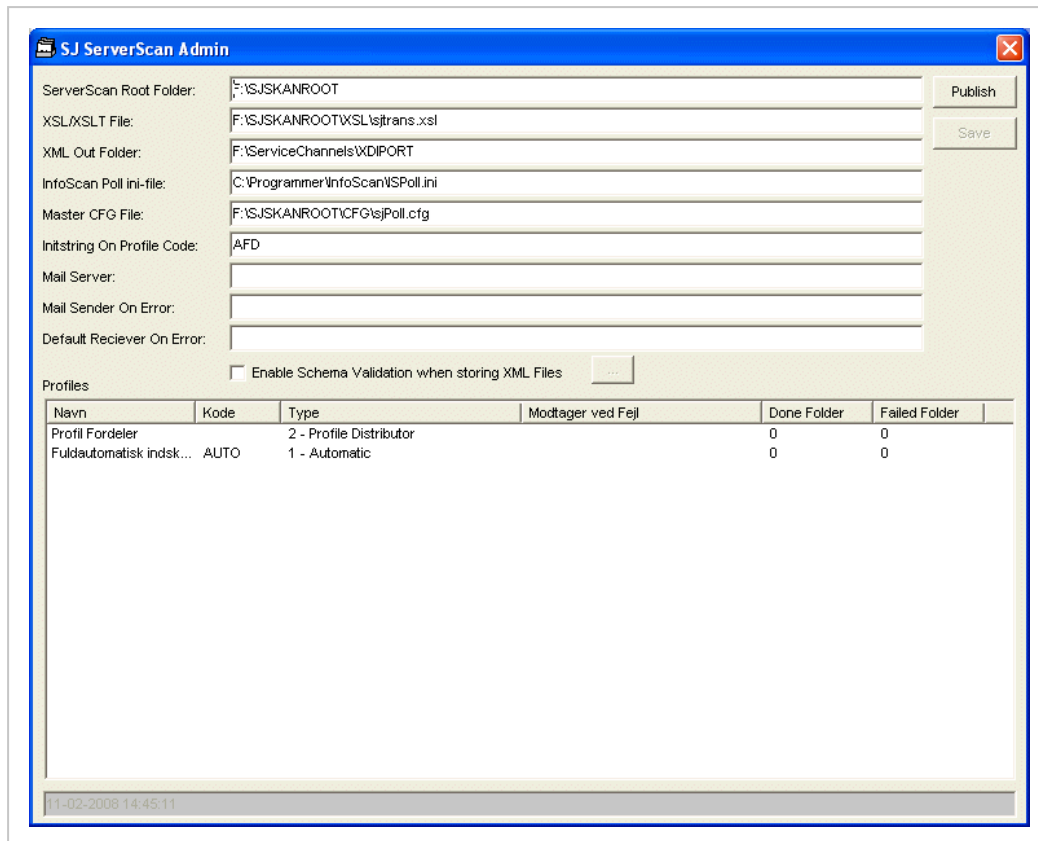 SJ ServerScan Admin
ServerScan Root Folder: F:\SJSKANROOT Publish
XSL/XSLT File: F:\SJSKANROOT\XSL\sjtrans.xsl Save
XML Out Folder: F:\ServiceChannels\XDIPORT
InfoScan Poll ini-file: C:\Programmer\InfoScan\ISPoll.ini
Master CFG File: F:\SJSKANROOT\CFG\sjPoll.cfg
Initstring On Profile Code: AFD
Mail Server:
Mail Sender On Error:
Default Reciever On Error:
Enable Schema Validation when storing XML Files ...
Profiles
Navn Kode Type Modtager ved Fejl Done Folder Failed Folder
Profil Fordeler 2 - Profile Distributor 0 0
Fuldautomatisk indsk... AUTO 1 - Automatic 0 0
11-02-2008 14:45:11